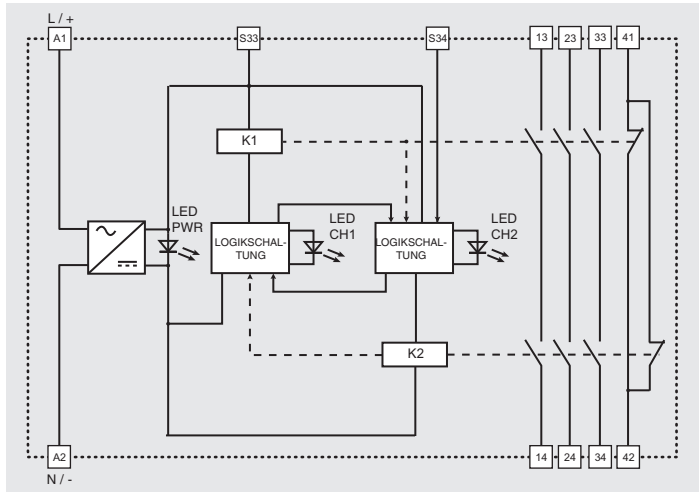 L / +
A1
S33
S34
13
23
33
41
K1
LED
PWR
LOGIKSCHAL-
TUNG
LED
CH1
LOGIKSCHAL-
TUNG
LED
CH2
K2
A2
N / -
14
24
34
42